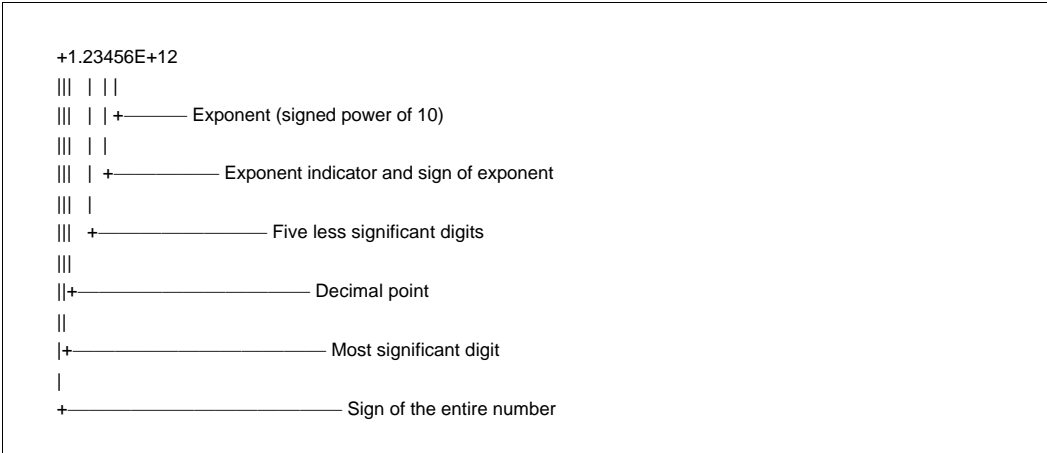 +1.23456E+12
||| | | |
||| | | +——— Exponent (signed power of 10)
||| | |
||| | +————— Exponent indicator and sign of exponent
||| |
||| +———————— Five less significant digits
|||
||+——————————— Decimal point
||
|+———————————— Most significant digit
|
+————————————— Sign of the entire number